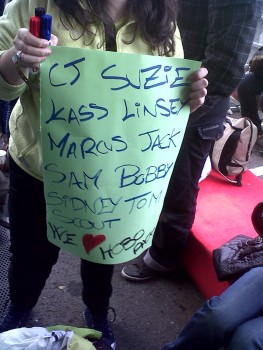 CJ SUZIE
KASS LINSEY
MARCUS JACK
SAM BOBBY
SIDNEY TOM
SCOUT
WE ❤ HOBO